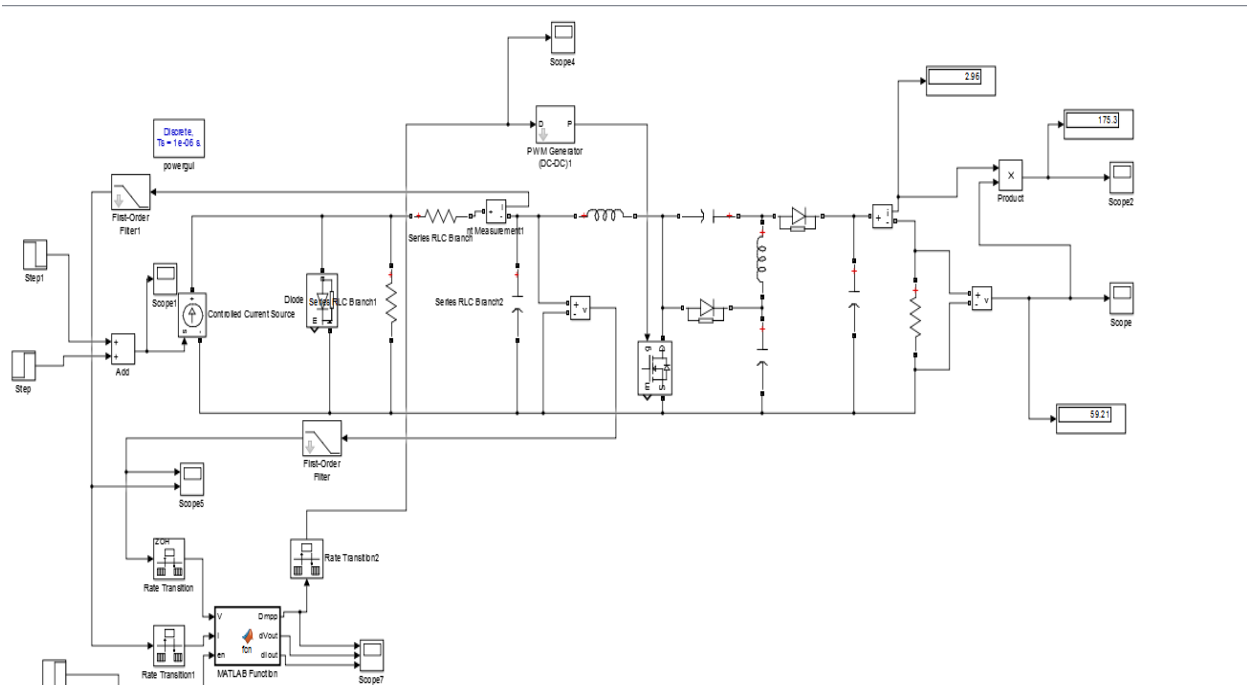 Scope4
2.96
175.3
Discrete,
Ts = 1e-06 s.
powergui
D
P
PWM Generator
(DC-DC)1
Product
Scope2
First-Order
Filter1
Series RLC Branch
nt Measurement1
Step1
Scope1
Controlled Current Source
Diode
Series RLC Branch1
Series RLC Branch2
Scope
Add
Step
59.21
First-Order
Filter
Scope5
ZOH
Rate Transition
Rate Transition2
V
I
en
Dmpp
dVout
dIout
fcn
MATLAB Function
Rate Transition1
Scope7